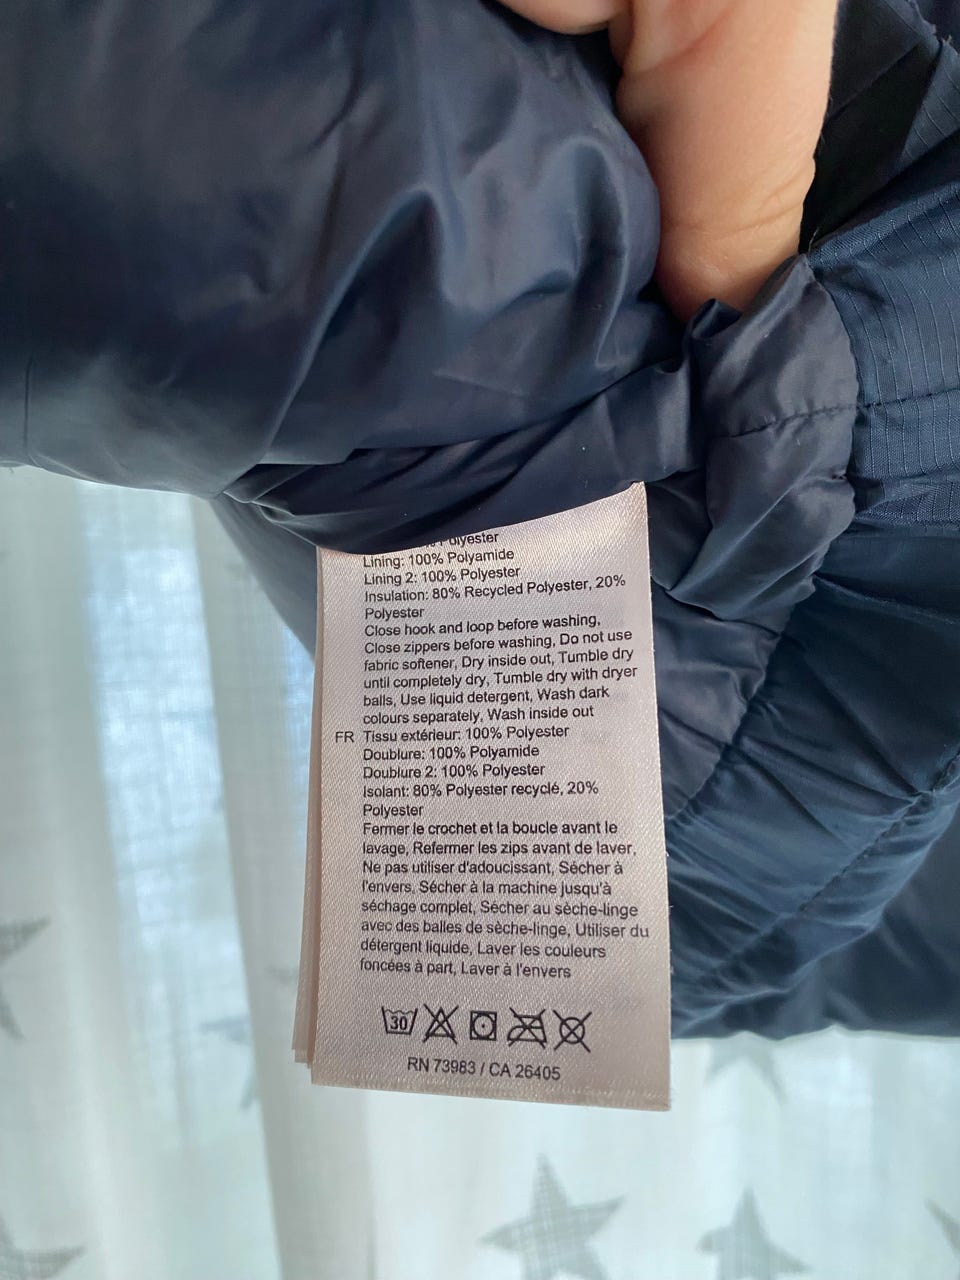 Polyester
Lining: 100% Polyamide
Lining 2: 100% Polyester
Insulation: 80% Recycled Polyester, 20%
Polyester
Close hook and loop before washing,
Close zippers before washing, Do not use
fabric softener, Dry inside out, Tumble dry
until completely dry, Tumble dry with dryer
balls, Use liquid detergent, Wash dark
colours separately, Wash inside out
FR Tissu extérieur: 100% Polyester
Doublure: 100% Polyamide
Doublure 2: 100% Polyester
Isolant: 80% Polyester recyclé, 20%
Polyester
Fermer le crochet et la boucle avant le
lavage, Refermer les zips avant de laver,
Ne pas utiliser d'adoucissant, Sécher à
l'envers, Sécher à la machine jusqu'à
séchage complet, Sécher au sèche-linge
avec des balles de sèche-linge, Utiliser du
détergent liquide, Laver les couleurs
foncées à part, Laver à l'envers
30
RN 73983 / CA 26405